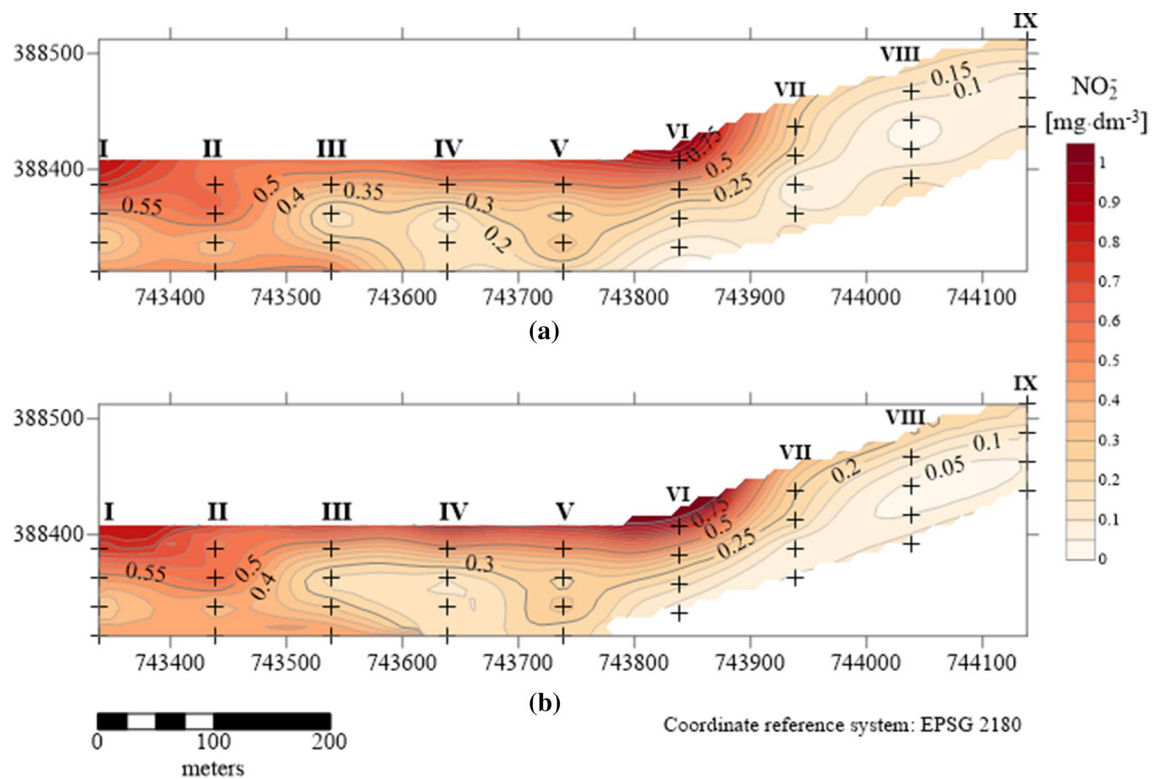 IX
388500
VIII
0.15
0.1
NO₂⁻
[mg·dm⁻³]
VII
VI
0.75
I II III IV V
388400
0.5
0.5
0.4
0.35
0.25
0.55
0.3
0.2
743400 743500 743600 743700 743800 743900 744000 744100
(a)
1
0.9
0.8
0.7
0.6
0.5
0.4
0.3
0.2
0.1
0
IX
388500
VIII
0.1
0.05
VII
0.2
VI
0.75
0.5
I II III IV V
388400
0.25
0.55
0.5
0.4
0.3
743400 743500 743600 743700 743800 743900 744000 744100
(b)
0 100 200
meters
Coordinate reference system: EPSG 2180